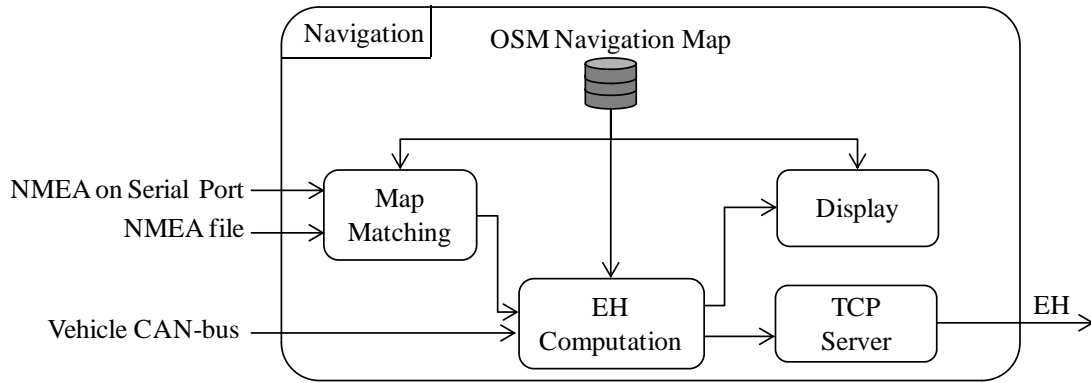 Navigation
OSM Navigation Map
NMEA on Serial Port
NMEA file
Map
Matching
Display
Vehicle CAN-bus
EH
Computation
TCP
Server
EH